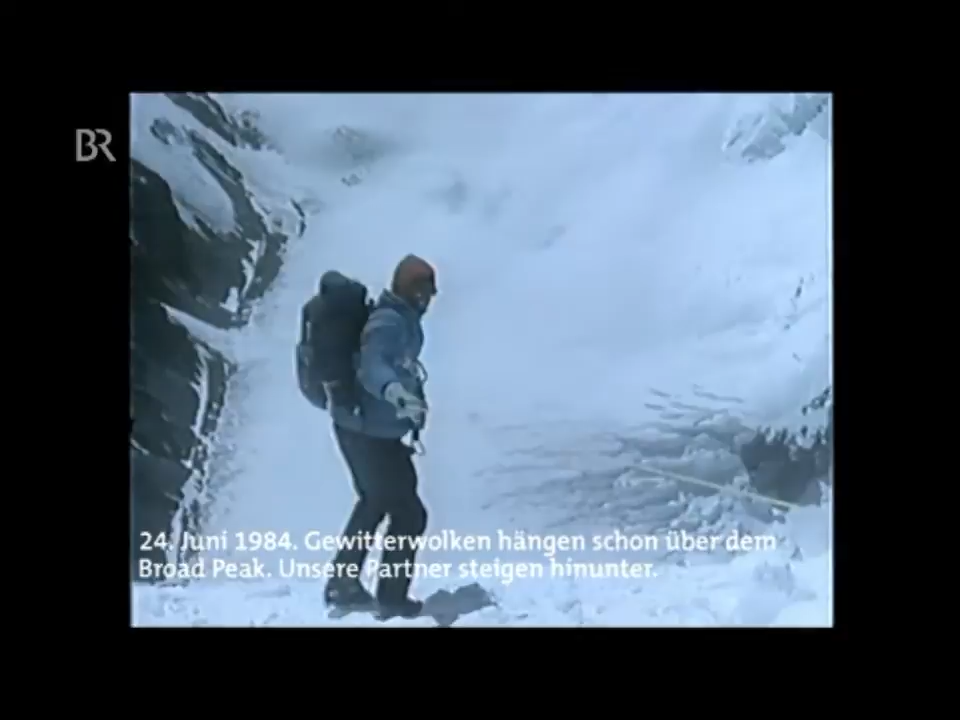 BR
24. Juni 1984. Gewitterwolken hängen schon über dem
Broad Peak. Unsere Partner steigen hinunter.